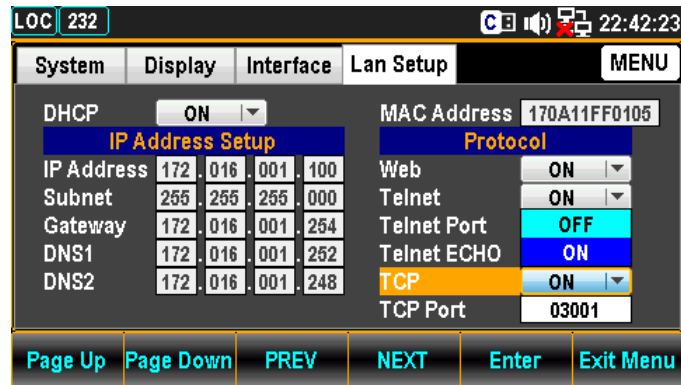 LOC 232 C 22:42:23
System Display Interface Lan Setup MENU
DHCP ON MAC Address 170A11FF0105
IP Address Setup Protocol
IP Address 172 . 016 . 001 . 100 Web ON
Subnet 255 . 255 . 255 . 000 Telnet ON
Gateway 172 . 016 . 001 . 254 Telnet Port OFF
DNS1 172 . 016 . 001 . 252 Telnet ECHO ON
DNS2 172 . 016 . 001 . 248 TCP ON
TCP Port 03001
Page Up Page Down PREV NEXT Enter Exit Menu